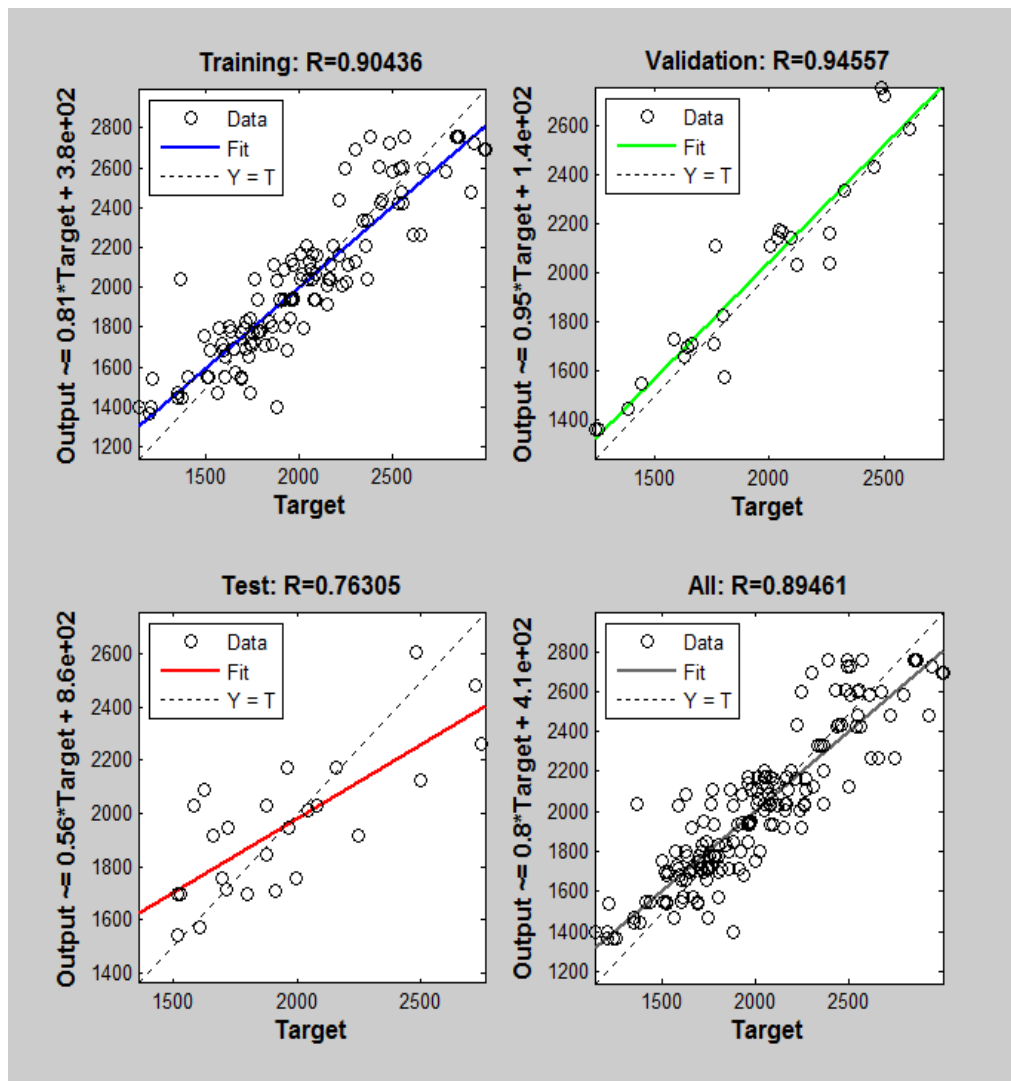 Training: R=0.90436
Output ~= 0.81*Target + 3.8e+02
Data
Fit
Y = T
2800
2600
2400
2200
2000
1800
1600
1400
1200
1500 2000 2500
Target
Validation: R=0.94557
Output ~= 0.95*Target + 1.4e+02
Data
Fit
Y = T
2600
2400
2200
2000
1800
1600
1400
1500 2000 2500
Target
Test: R=0.76305
Output ~= 0.56*Target + 8.6e+02
Data
Fit
Y = T
2600
2400
2200
2000
1800
1600
1400
1500 2000 2500
Target
All: R=0.89461
Output ~= 0.8*Target + 4.1e+02
Data
Fit
Y = T
2800
2600
2400
2200
2000
1800
1600
1400
1200
1500 2000 2500
Target